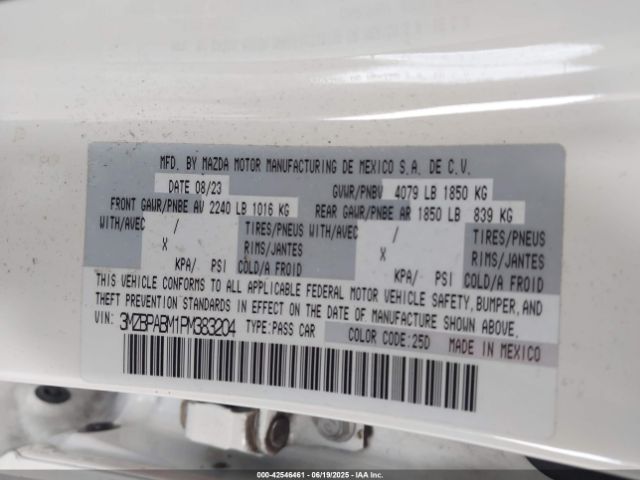 MFD. BY MAZDA MOTOR MANUFACTURING DE MEXICO S.A. DE C.V.
DATE 08/23 GVWR/PNBV 4079 LB 1850 KG
FRONT GAWR/PNBE AV 2240 LB 1016 KG REAR GAWR/PNBE AR 1850 LB 839 KG
WITH/AVEC / TIRES/PNEUS WITH/AVEC / TIRES/PNEUS
X RIMS/JANTES X RIMS/JANTES
KPA/ PSI COLD/A FROID KPA/ PSI COLD/A FROID
THIS VEHICLE CONFORMS TO ALL APPLICABLE FEDERAL MOTOR VEHICLE SAFETY, BUMPER, AND
THEFT PREVENTION STANDARDS IN EFFECT ON THE DATE OF MANUFACTURE SHOWN ABOVE.
VIN: 3MZBPABM1PM383204 TYPE:PASS CAR COLOR CODE:25D MADE IN MEXICO
000-42546461 - 06/19/2025 - IAAI.COM